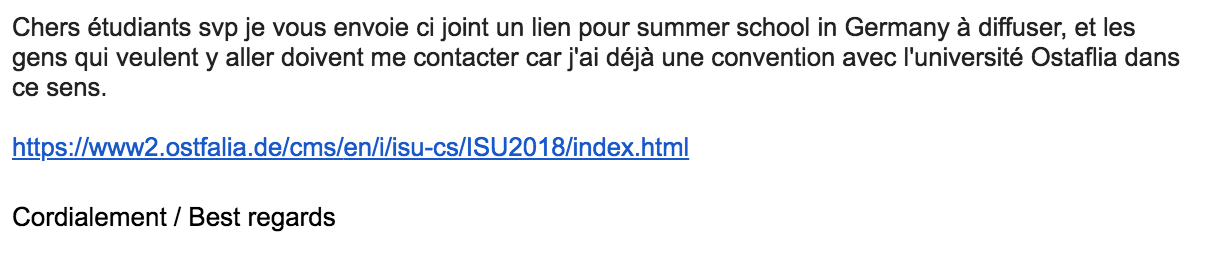 Chers étudiants svp je vous envoie ci joint un lien pour summer school in Germany à diffuser, et les
gens qui veulent y aller doivent me contacter car j'ai déjà une convention avec l'université Ostaflia dans
ce sens.
https://www2.ostfalia.de/cms/en/i/isu-cs/ISU2018/index.html
Cordialement / Best regards